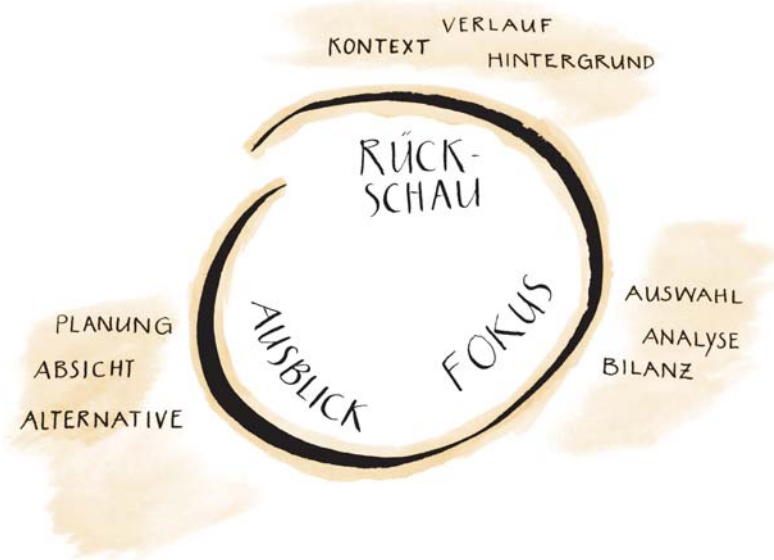 VERLAUF
KONTEXT
HINTERGRUND
RÜCK-
SCHAU
AUSWAHL
ANALYSE
BILANZ
FOKUS
AUSBLICK
PLANUNG
ABSICHT
ALTERNATIVE